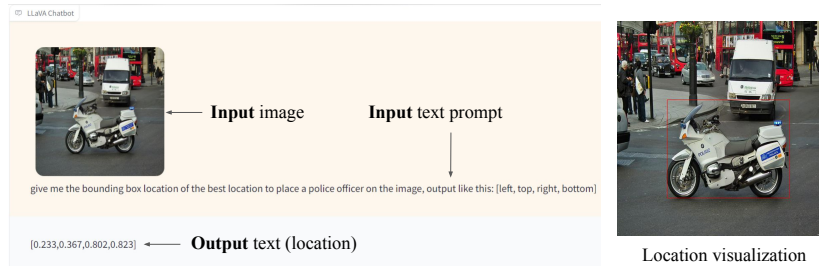 LLaVA Chatbot
Input image
Input text prompt
give me the bounding box location of the best location to place a police officer on the image, output like this: [left, top, right, bottom]
[0.233,0.367,0.802,0.823]
Output text (location)
Location visualization